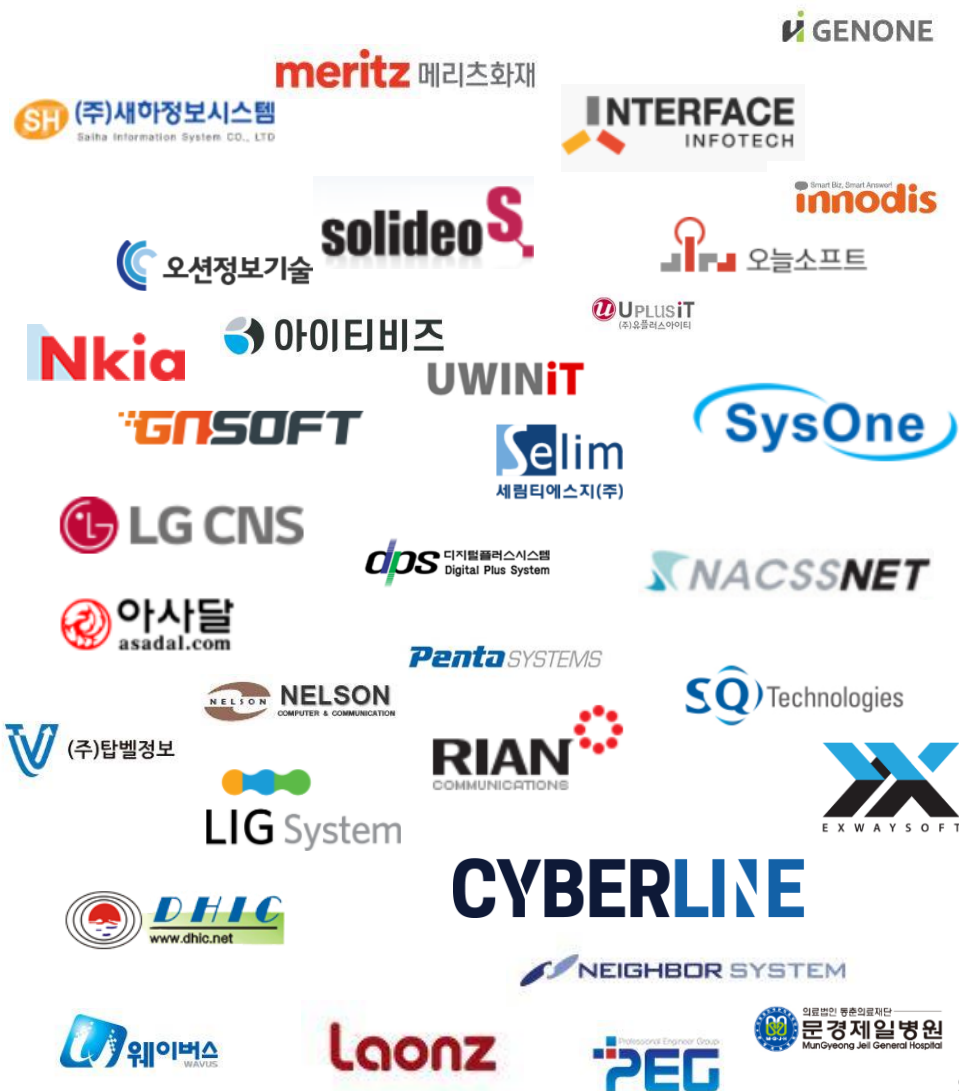 GENONE
meritz 메리츠화재
SH (주)새하정보시스템
Saiha Information System CO., LTD
INTERFACE
INFOTECH
Smart Biz, Smart Answer!
innodis
solideo S
오션정보기술
오늘소프트
UPLUSiT
(주)유플러스아이티
아이티비즈
Nkia
UWINiT
GNSOFT
SysOne
Selim
세림티에스지(주)
LG CNS
dps 디지털플러스시스템
Digital Plus System
NACSSNET
아사달
asadal.com
Penta SYSTEMS
SQ Technologies
NELSON NELSON
COMPUTER & COMMUNICATION
(주)탑벨정보
RIAN
COMMUNICATIONS
LIG System
EXWAYSOFT
CYBERLINE
DHIC
www.dhic.net
NEIGHBOR SYSTEM
웨이버스
WAVUS
Laonz
Professional Engineer Group
PEG
의료법인 동춘의료재단
문경제일병원
MunGyeong Jeil General Hospital